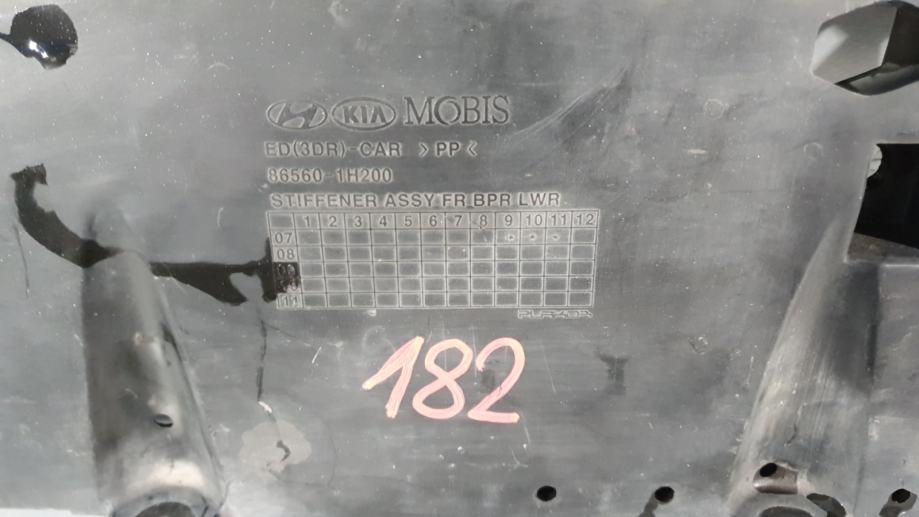 KIA MOBIS
ED(3DR)-CAR >PP<
86560-1H200
STIFFENER ASSY FR BPR LWR
1 2 3 4 5 6 7 8 9 10 11 12
07
08
09
11
182